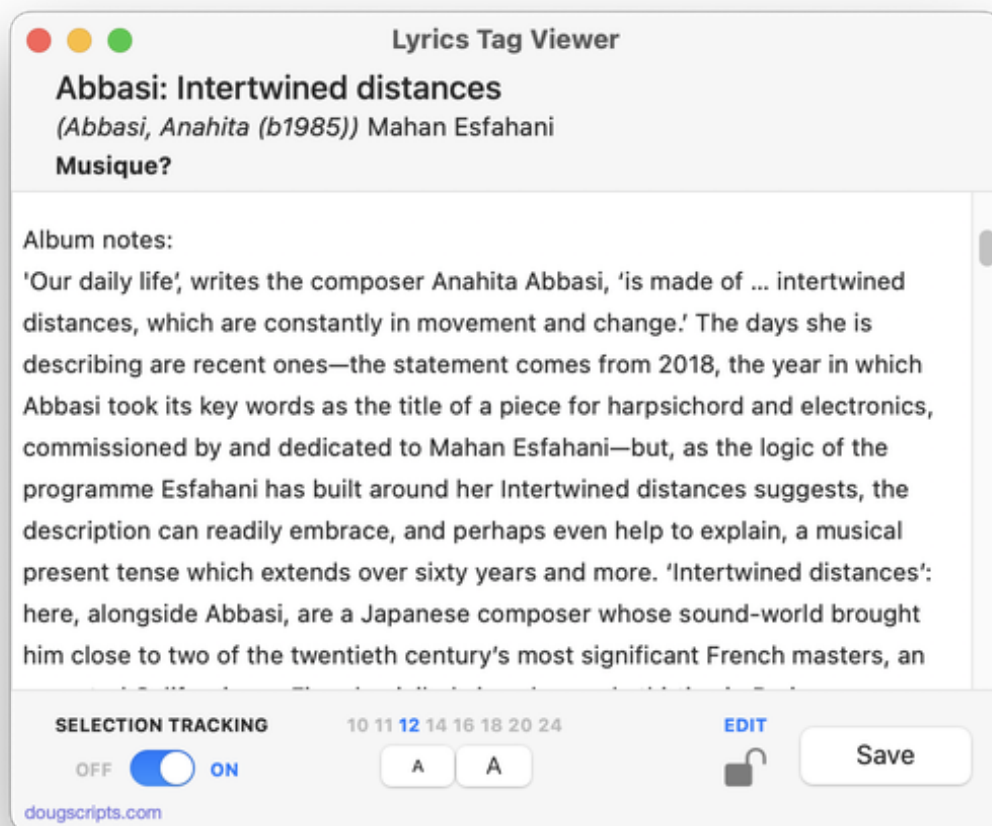 Lyrics Tag Viewer
Abbasi: Intertwined distances
(Abbasi, Anahita (b1985)) Mahan Esfahani
Musique?
Album notes:
'Our daily life‘, writes the composer Anahita Abbasi, ‘is made of ... intertwined
distances, which are constantly in movement and change.’ The days she is
describing are recent ones—the statement comes from 2018, the year in which
Abbasi took its key words as the title of a piece for harpsichord and electronics,
commissioned by and dedicated to Mahan Esfahani—but, as the logic of the
programme Esfahani has built around her Intertwined distances suggests, the
description can readily embrace, and perhaps even help to explain, a musical
present tense which extends over sixty years and more. ‘Intertwined distances’:
here, alongside Abbasi, are a Japanese composer whose sound-world brought
him close to two of the twentieth century’s most significant French masters, an
SELECTION TRACKING
10 11 12 14 16 18 20 24
EDIT
OFF ON
A A
Save
dougscripts.com